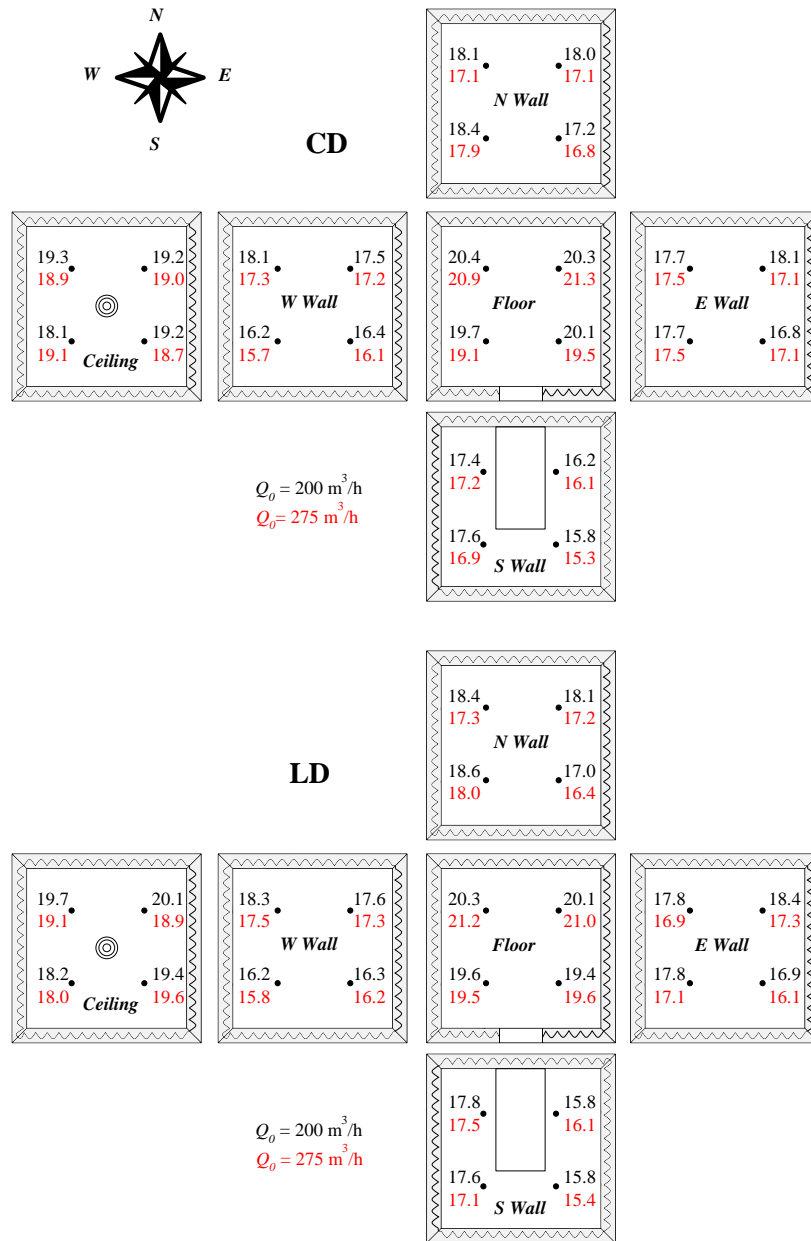 N
W E
S
CD
18.1 18.0
17.1 17.1
N Wall
18.4 17.2
17.9 16.8
19.3 19.2
18.9 19.0
18.1 19.2
19.1 18.7
Ceiling
18.1 17.5
17.3 17.2
W Wall
16.2 16.4
15.7 16.1
20.4 20.3
20.9 21.3
Floor
19.7 20.1
19.1 19.5
17.7 18.1
17.5 17.1
E Wall
17.7 16.8
17.5 17.1
17.4 16.2
17.2 16.1
17.6 15.8
16.9 15.3
S Wall
Q0 = 200 m3/h
Q0= 275 m3/h
LD
18.4 18.1
17.3 17.2
N Wall
18.6 17.0
18.0 16.4
19.7 20.1
19.1 18.9
18.2 19.4
18.0 19.6
Ceiling
18.3 17.6
17.5 17.3
W Wall
16.2 16.3
15.8 16.2
20.3 20.1
21.2 21.0
Floor
19.6 19.4
19.5 19.6
17.8 18.4
16.9 17.3
E Wall
17.8 16.9
17.1 16.1
17.8 15.8
17.5 16.1
17.6 15.8
17.1 15.4
S Wall
Q0 = 200 m3/h
Q0 = 275 m3/h